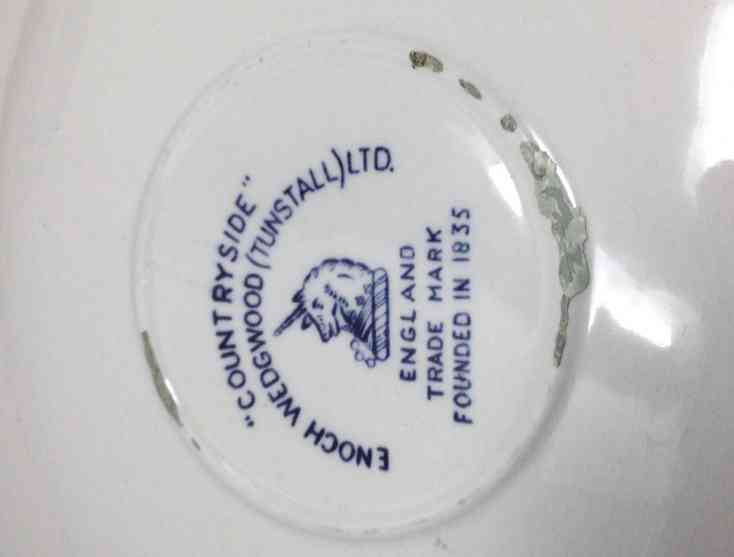 "COUNTRYSIDE"
ENOCH WEDGWOOD (TUNSTALL) LTD.
ENGLAND
TRADE MARK
FOUNDED IN 1835